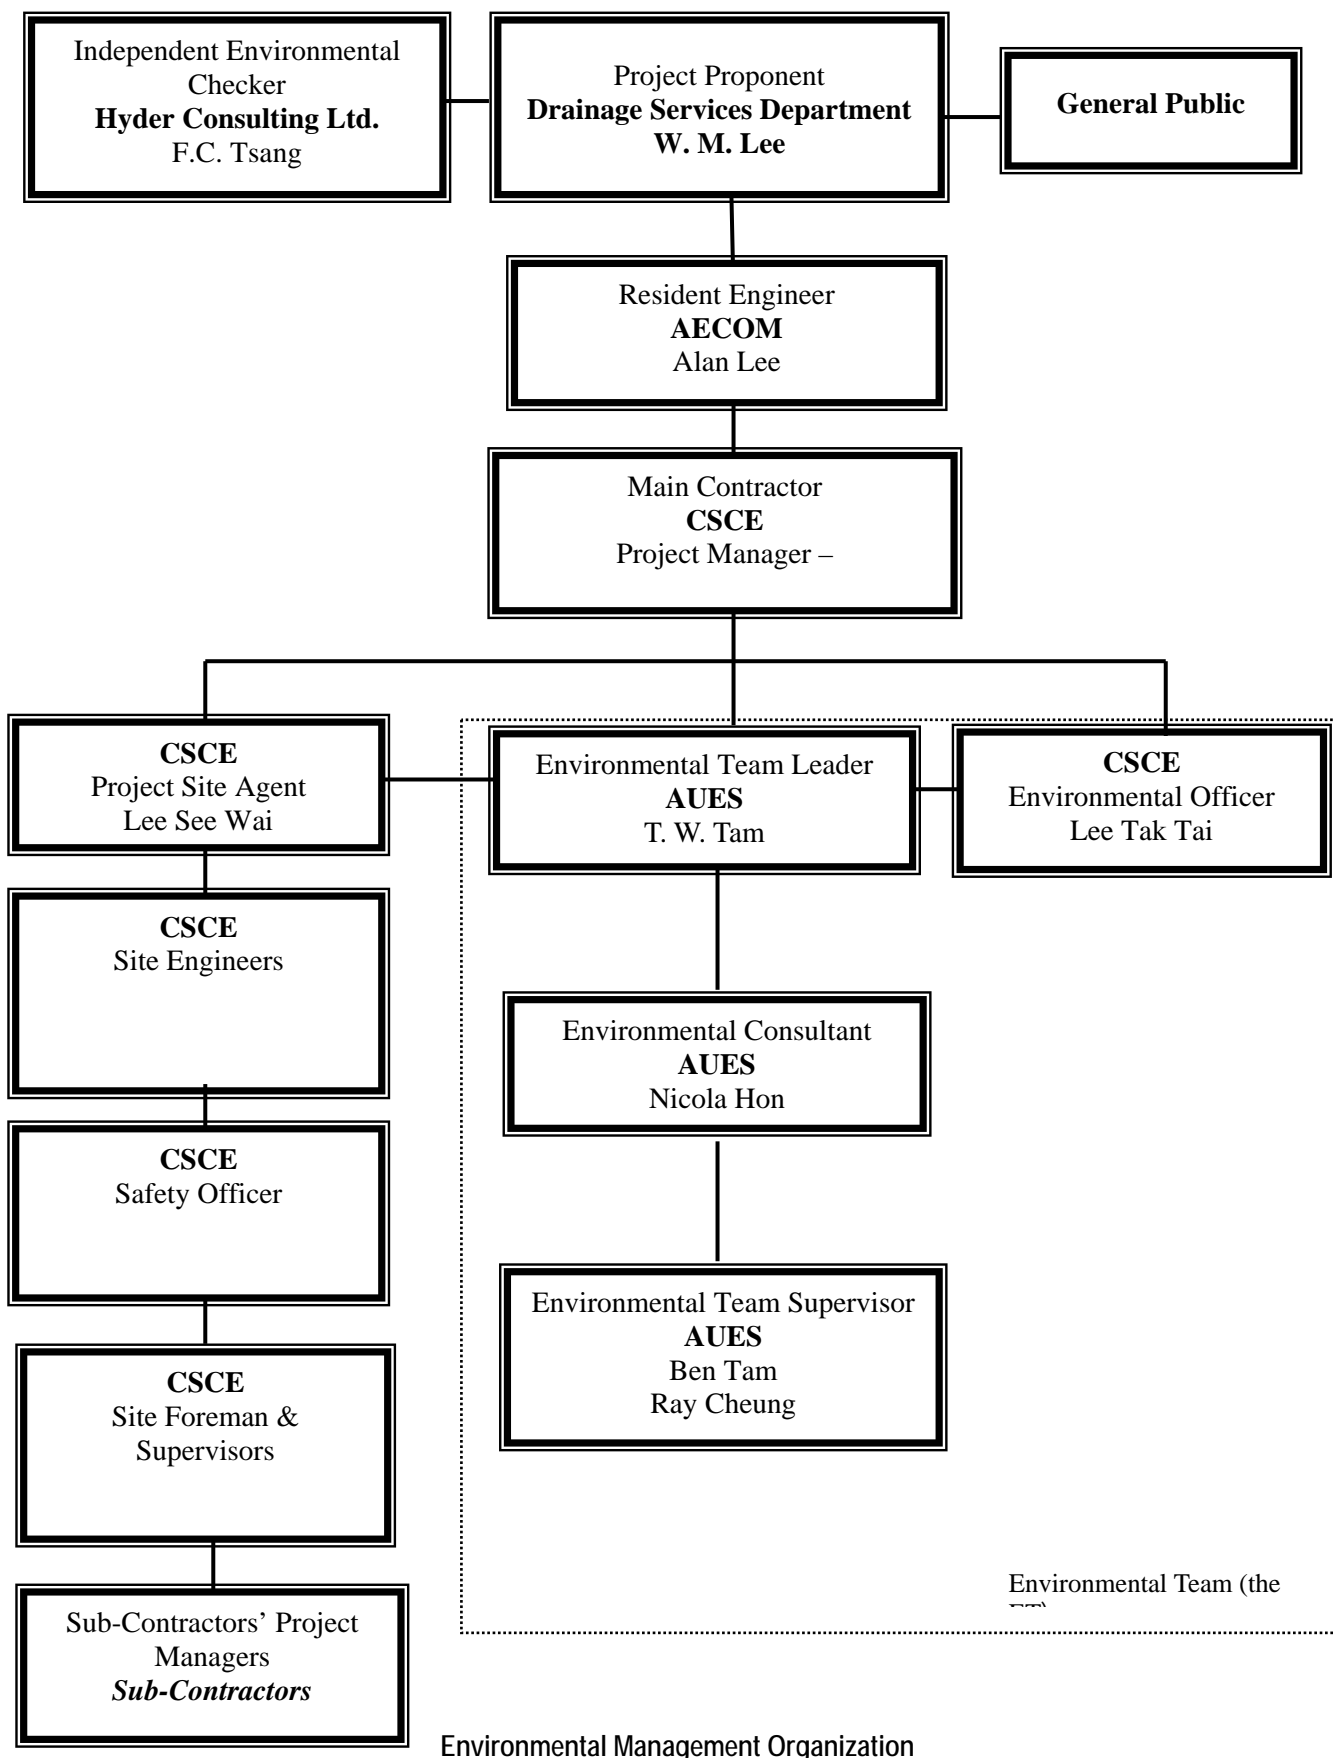 Independent Environmental
Checker
Hyder Consulting Ltd.
F.C. Tsang
Project Proponent
Drainage Services Department
W. M. Lee
General Public
Resident Engineer
AECOM
Alan Lee
Main Contractor
CSCE
Project Manager –
CSCE
Project Site Agent
Lee See Wai
Environmental Team Leader
AUES
T. W. Tam
CSCE
Environmental Officer
Lee Tak Tai
CSCE
Site Engineers
Environmental Consultant
AUES
Nicola Hon
CSCE
Safety Officer
Environmental Team Supervisor
AUES
Ben Tam
Ray Cheung
CSCE
Site Foreman &
Supervisors
Environmental Team (the
Sub-Contractors’ Project
Managers
Sub-Contractors
Environmental Management Organization